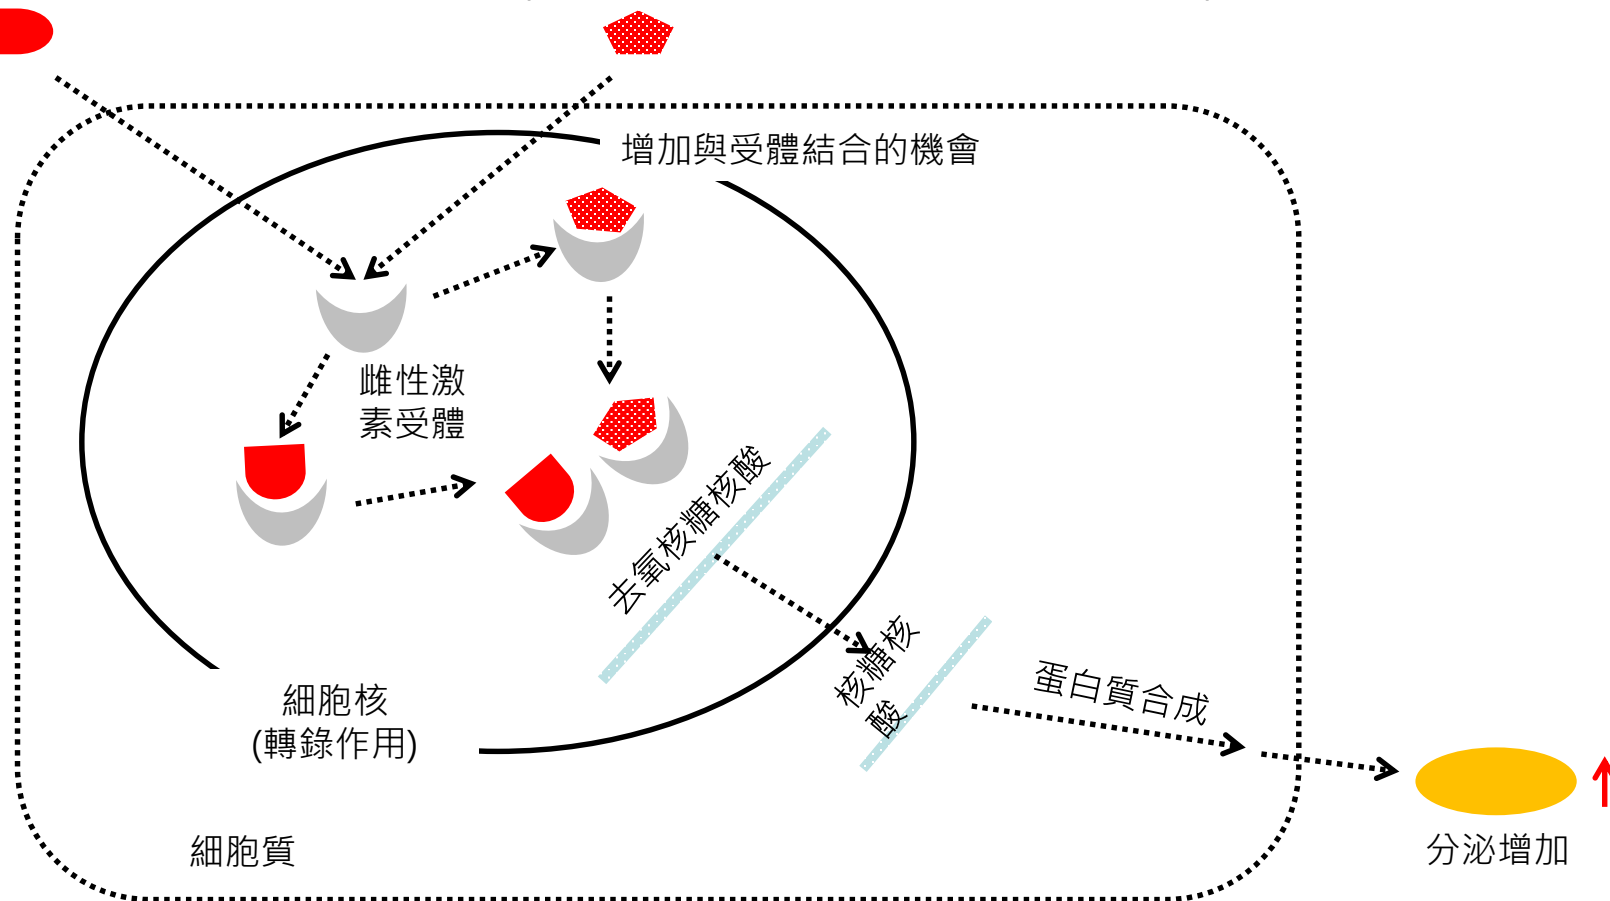 增加與受體結合的機會
雌性激
素受體
去氧核糖核酸
核糖核
酸
蛋白質合成
細胞核
(轉錄作用)
細胞質
分泌增加